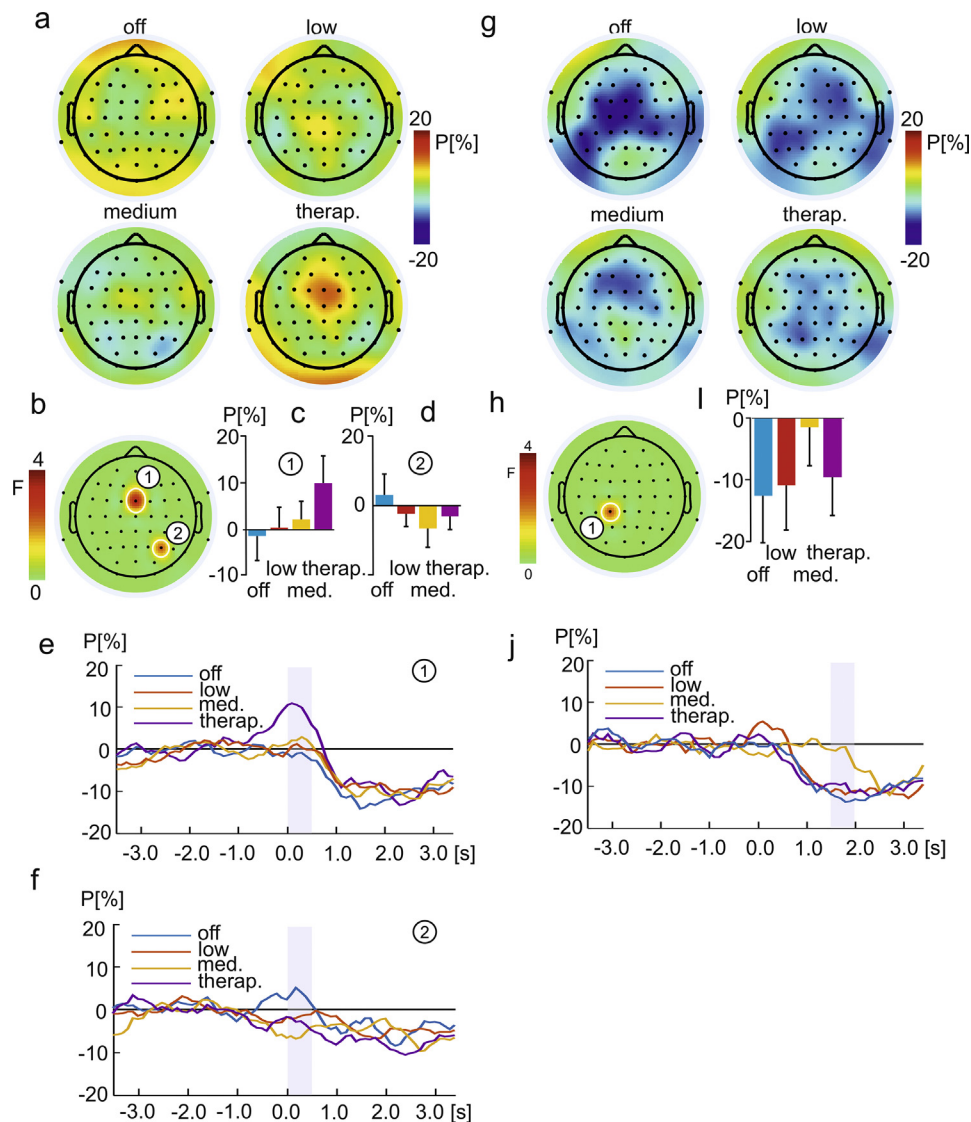 a
off
low
20
P[%]
-20
medium
therap.
g
off
low
20
P[%]
-20
medium
therap.
b
4
F
0
1
2
c
P[%]
20
10
0
-10
1
low therap.
off med.
d
P[%]
20
0
2
low therap.
off med.
h
4
F
0
1
I
P[%]
0
-10
-20
low therap.
off med.
e
P[%]
20
10
0
-10
-20
off
low
med.
therap.
1
-3.0 -2.0 -1.0 0.0 1.0 2.0 3.0 [s]
j
P[%]
20
10
0
-10
-20
off
low
med.
therap.
-3.0 -2.0 -1.0 0.0 1.0 2.0 3.0 [s]
f
P[%]
20
10
0
-10
-20
off
low
med.
therap.
2
-3.0 -2.0 -1.0 0.0 1.0 2.0 3.0 [s]